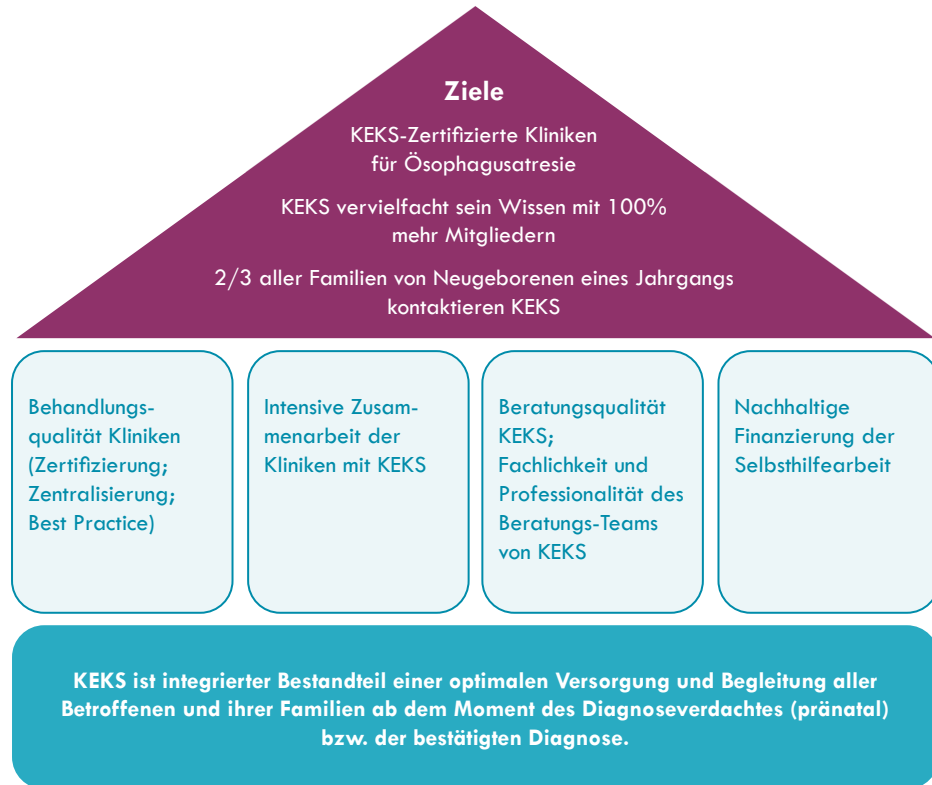 Ziele
KEKS-Zertifizierte Kliniken
für Ösophagusatresie
KEKS vervielfacht sein Wissen mit 100%
mehr Mitgliedern
2/3 aller Familien von Neugeborenen eines Jahrgangs
kontaktieren KEKS
Behandlungs-
qualität Kliniken
(Zertifizierung;
Zentralisierung;
Best Practice)
Intensive Zusam-
menarbeit der
Kliniken mit KEKS
Beratungsqualität
KEKS;
Fachlichkeit und
Professionalität des
Beratungs-Teams
von KEKS
Nachhaltige
Finanzierung der
Selbsthilfearbeit
KEKS ist integrierter Bestandteil einer optimalen Versorgung und Begleitung aller
Betroffenen und ihrer Familien ab dem Moment des Diagnoseverdachtes (pränatal)
bzw. der bestätigten Diagnose.